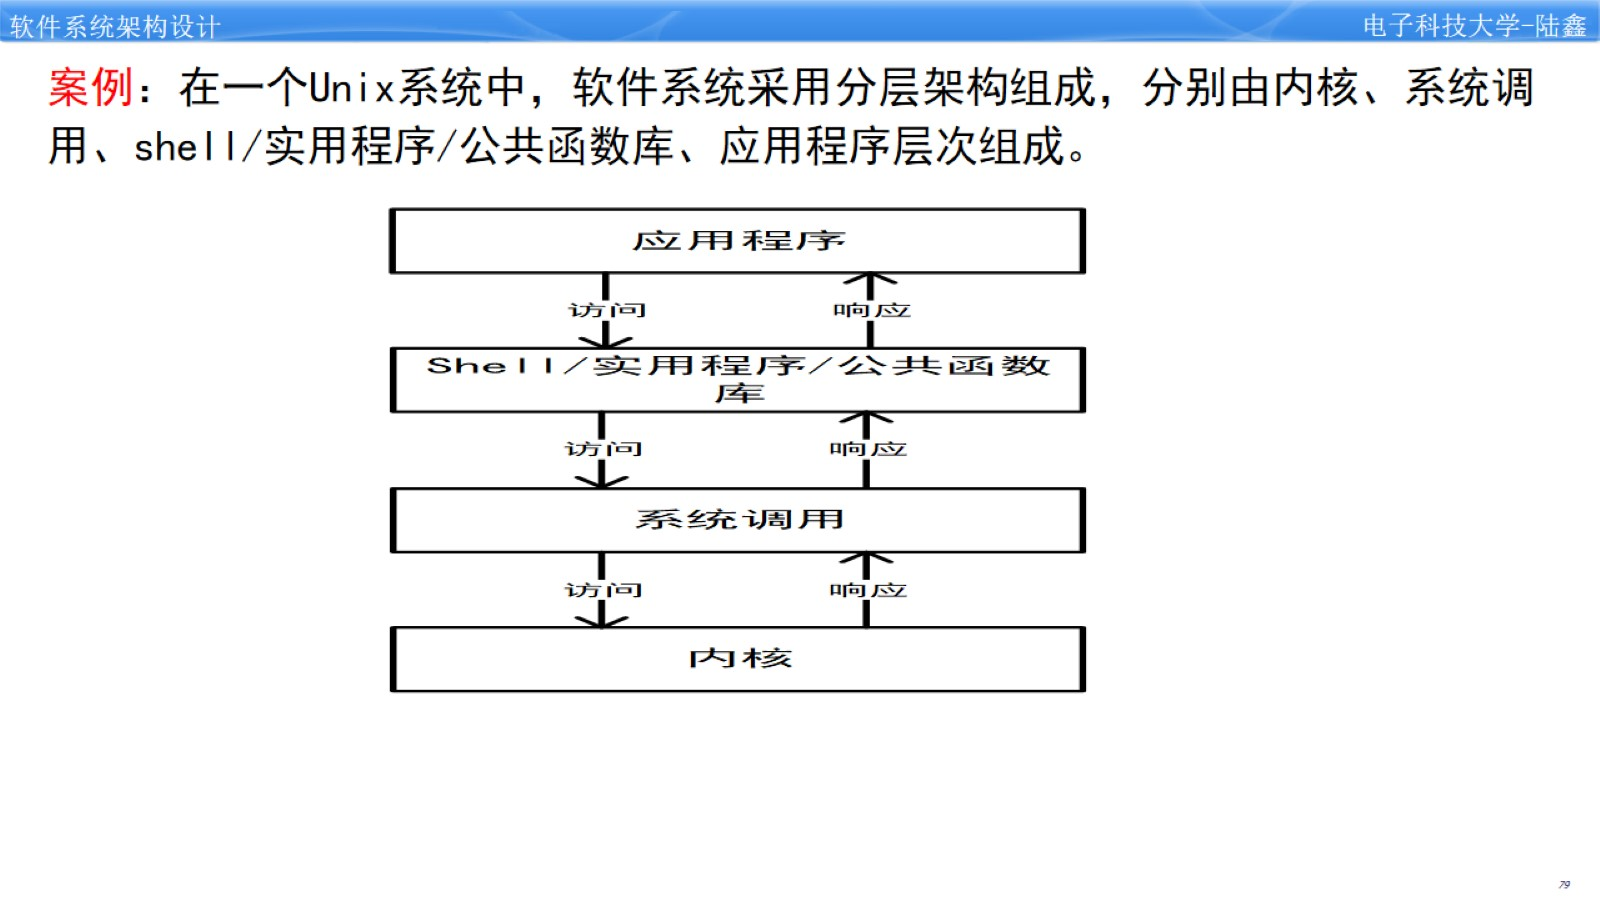 软件系统架构设计
电子科技大学-陆鑫
案例：在一个Unix系统中，软件系统采用分层架构组成，分别由内核、系统调
用、shell/实用程序/公共函数库、应用程序层次组成。
应用程序
访问
响应
Shell/实用程序/公共函数
库
访问
响应
系统调用
访问
响应
内核
79